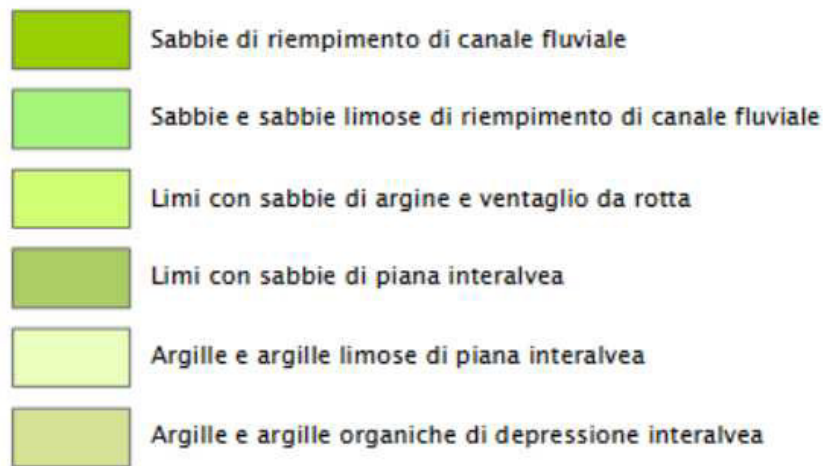 Sabbie di riempimento di canale fluviale
Sabbie e sabbie limose di riempimento di canale fluviale
Limi con sabbie di argine e ventaglio da rotta
Limi con sabbie di piana interalvea
Argille e argille limose di piana interalvea
Argille e argille organiche di depressione interalvea